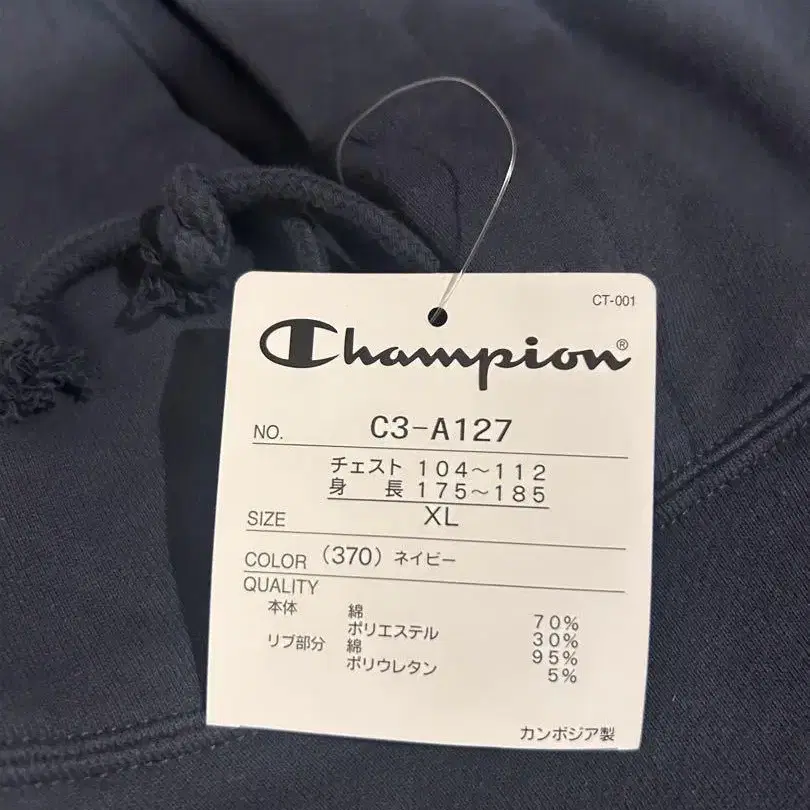 CT-001
Champion®
NO. C3-A127
チェスト 104～112
身長 175～185
SIZE XL
COLOR (370) ネイビー
QUALITY
本体 綿 70%
ポリエステル 30%
リブ部分 綿 95%
ポリウレタン 5%
カンボジア製